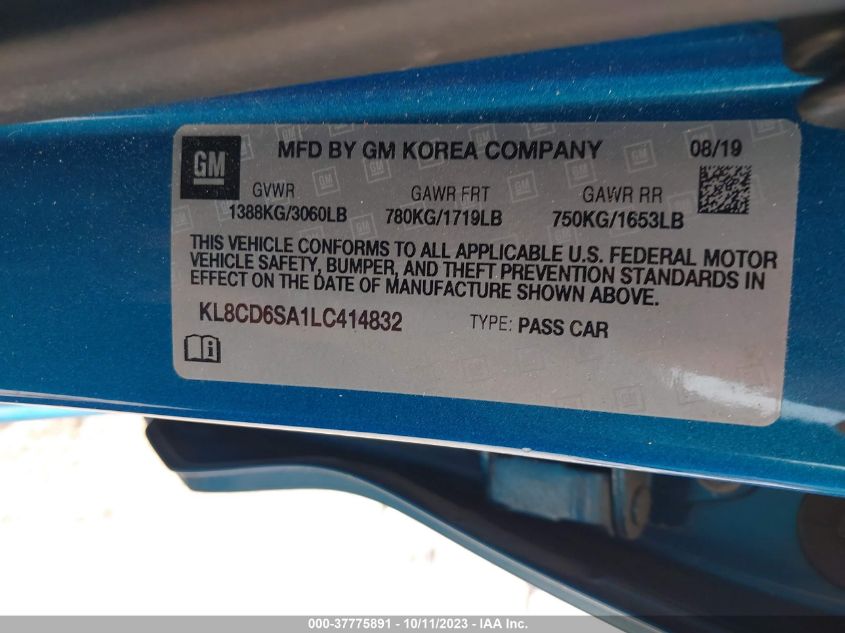 GM
MFD BY GM KOREA COMPANY 08/19
GVWR GAWR FRT GAWR RR
1388KG/3060LB 780KG/1719LB 750KG/1653LB
THIS VEHICLE CONFORMS TO ALL APPLICABLE U.S. FEDERAL MOTOR
VEHICLE SAFETY, BUMPER, AND THEFT PREVENTION STANDARDS IN
EFFECT ON THE DATE OF MANUFACTURE SHOWN ABOVE.
KL8CD6SA1LC414832 TYPE: PASS CAR
000-37775891 - 10/11/2023 - IAA Inc.